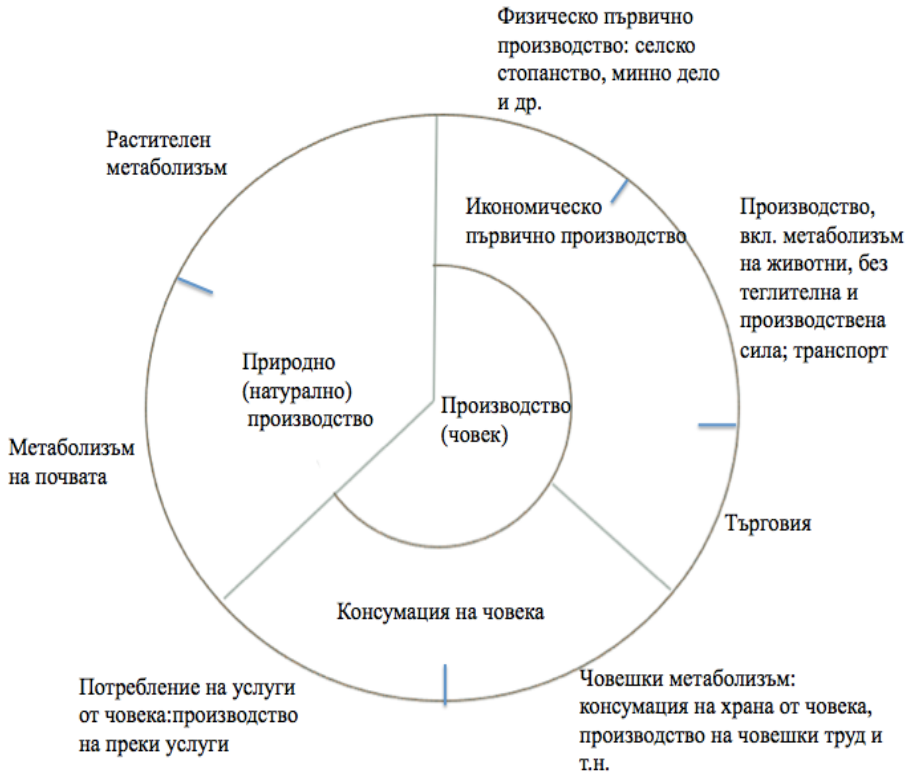 Физическо първично
производство: селско
стопанство, минно дело
и др.
Растителен
метаболизъм
Икономическо
първично производство
Производство,
вкл. метаболизъм
на животни, без
теглителна и
производствена
сила; транспорт
Природно
(натурално)
производство
Производство
(човек)
Метаболизъм
на почвата
Търговия
Консумация на човека
Потребление на услуги
от човека:производство
на преки услуги
Човешки метаболизъм:
консумация на храна от човека,
производство на човешки труд и
т.н.